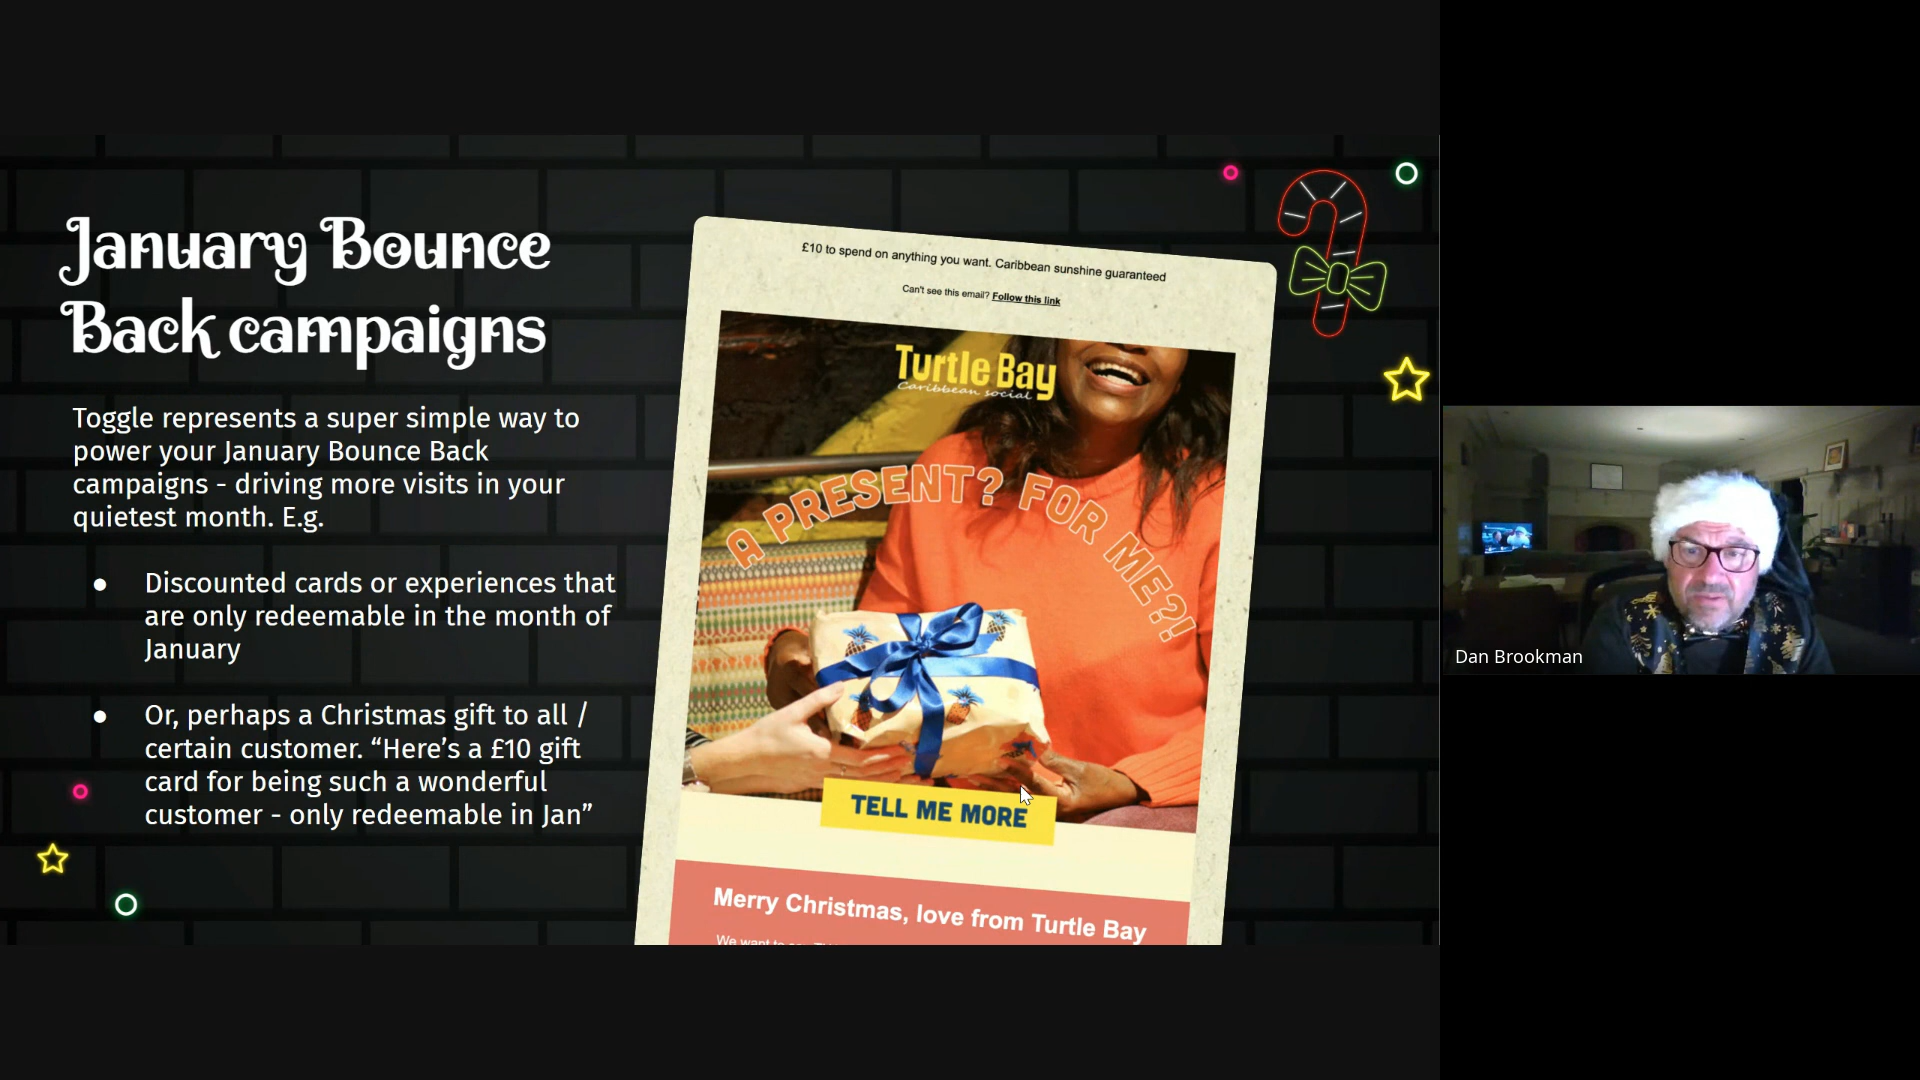 January Bounce
Back campaigns
Toggle represents a super simple way to
power your January Bounce Back
campaigns - driving more visits in your
quietest month. E.g.
● Discounted cards or experiences that
are only redeemable in the month of
January
● Or, perhaps a Christmas gift to all /
certain customer. “Here’s a £10 gift
card for being such a wonderful
customer - only redeemable in Jan”
£10 to spend on anything you want. Caribbean sunshine guaranteed
Can't see this email? Follow this link
Turtle Bay
Caribbean social
A PRESENT? FOR ME?!
TELL ME MORE
Merry Christmas, love from Turtle Bay
We want to
Dan Brookman